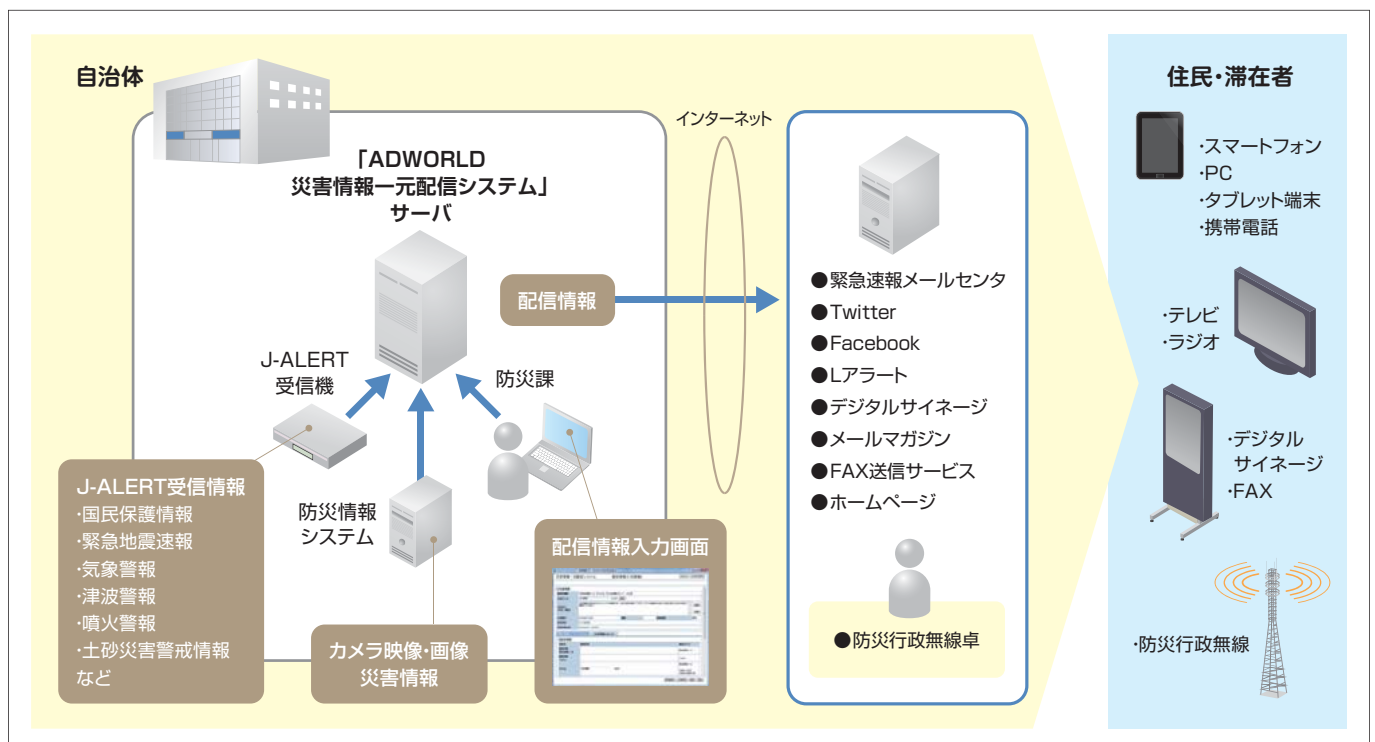 自治体
「ADWORLD
災害情報一元配信システム」
サーバ
配信情報
J-ALERT
受信機
防災課
防災情報
システム
J-ALERT受信情報
・国民保護情報
・緊急地震速報
・気象警報
・津波警報
・噴火警報
・土砂災害警戒情報
など
カメラ映像・画像
災害情報
配信情報入力画面
インターネット
●緊急速報メールセンタ
●Twitter
●Facebook
●Lアラート
●デジタルサイネージ
●メールマガジン
●FAX送信サービス
●ホームページ
●防災行政無線卓
住民・滞在者
・スマートフォン
・PC
・タブレット端末
・携帯電話
・テレビ
・ラジオ
・デジタル
サイネージ
・FAX
・防災行政無線